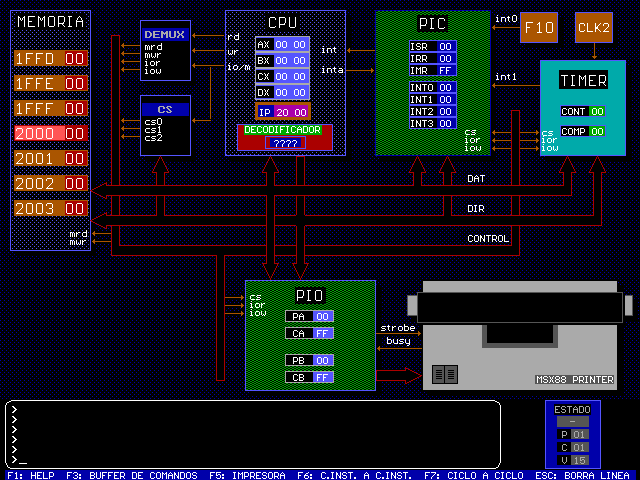 MEMORIA
1FFD 00
1FFE 00
1FFF 00
2000 00
2001 00
2002 00
2003 00
mrd
mwr
DEMUX
mrd
mwr
ior
iow
CS
cs0
cs1
cs2
rd
wr
io/m
CPU
AX 00 00
BX 00 00
CX 00 00
DX 00 00
IP 20 00
DECODIFICADOR
????
int
inta
PIC
ISR 00
IRR 00
IMR FF
INT0 00
INT1 00
INT2 00
INT3 00
cs
ior
iow
int0
F10
CLK2
int1
TIMER
CONT 00
COMP 00
cs
ior
iow
DAT
DIR
CONTROL
PIO
cs
ior
iow
PA 00
CA FF
PB 00
CB FF
strobe
busy
MSX88 PRINTER
>
>
>
>
>
>_
ESTADO
-
P 01
C 01
V 15
F1: HELP F3: BUFFER DE COMANDOS F5: IMPRESORA F6: C.INST. A C.INST. F7: CICLO A CICLO ESC: BORRA LINEA